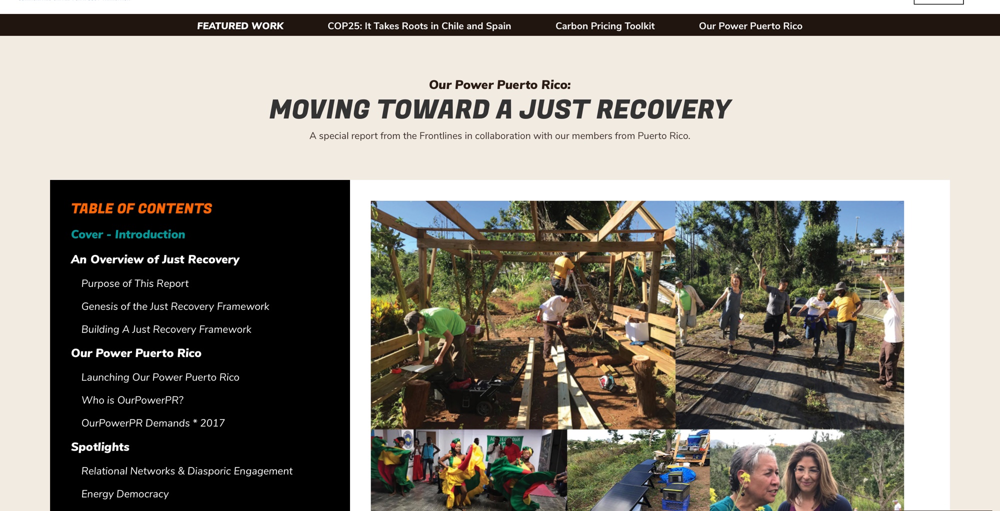 FEATURED WORK
COP25: It Takes Roots in Chile and Spain
Carbon Pricing Toolkit
Our Power Puerto Rico
Our Power Puerto Rico:
MOVING TOWARD A JUST RECOVERY
A special report from the Frontlines in collaboration with our members from Puerto Rico.
TABLE OF CONTENTS
Cover - Introduction
An Overview of Just Recovery
Purpose of This Report
Genesis of the Just Recovery Framework
Building A Just Recovery Framework
Our Power Puerto Rico
Launching Our Power Puerto Rico
Who is OurPowerPR?
OurPowerPR Demands * 2017
Spotlights
Relational Networks & Diasporic Engagement
Energy Democracy